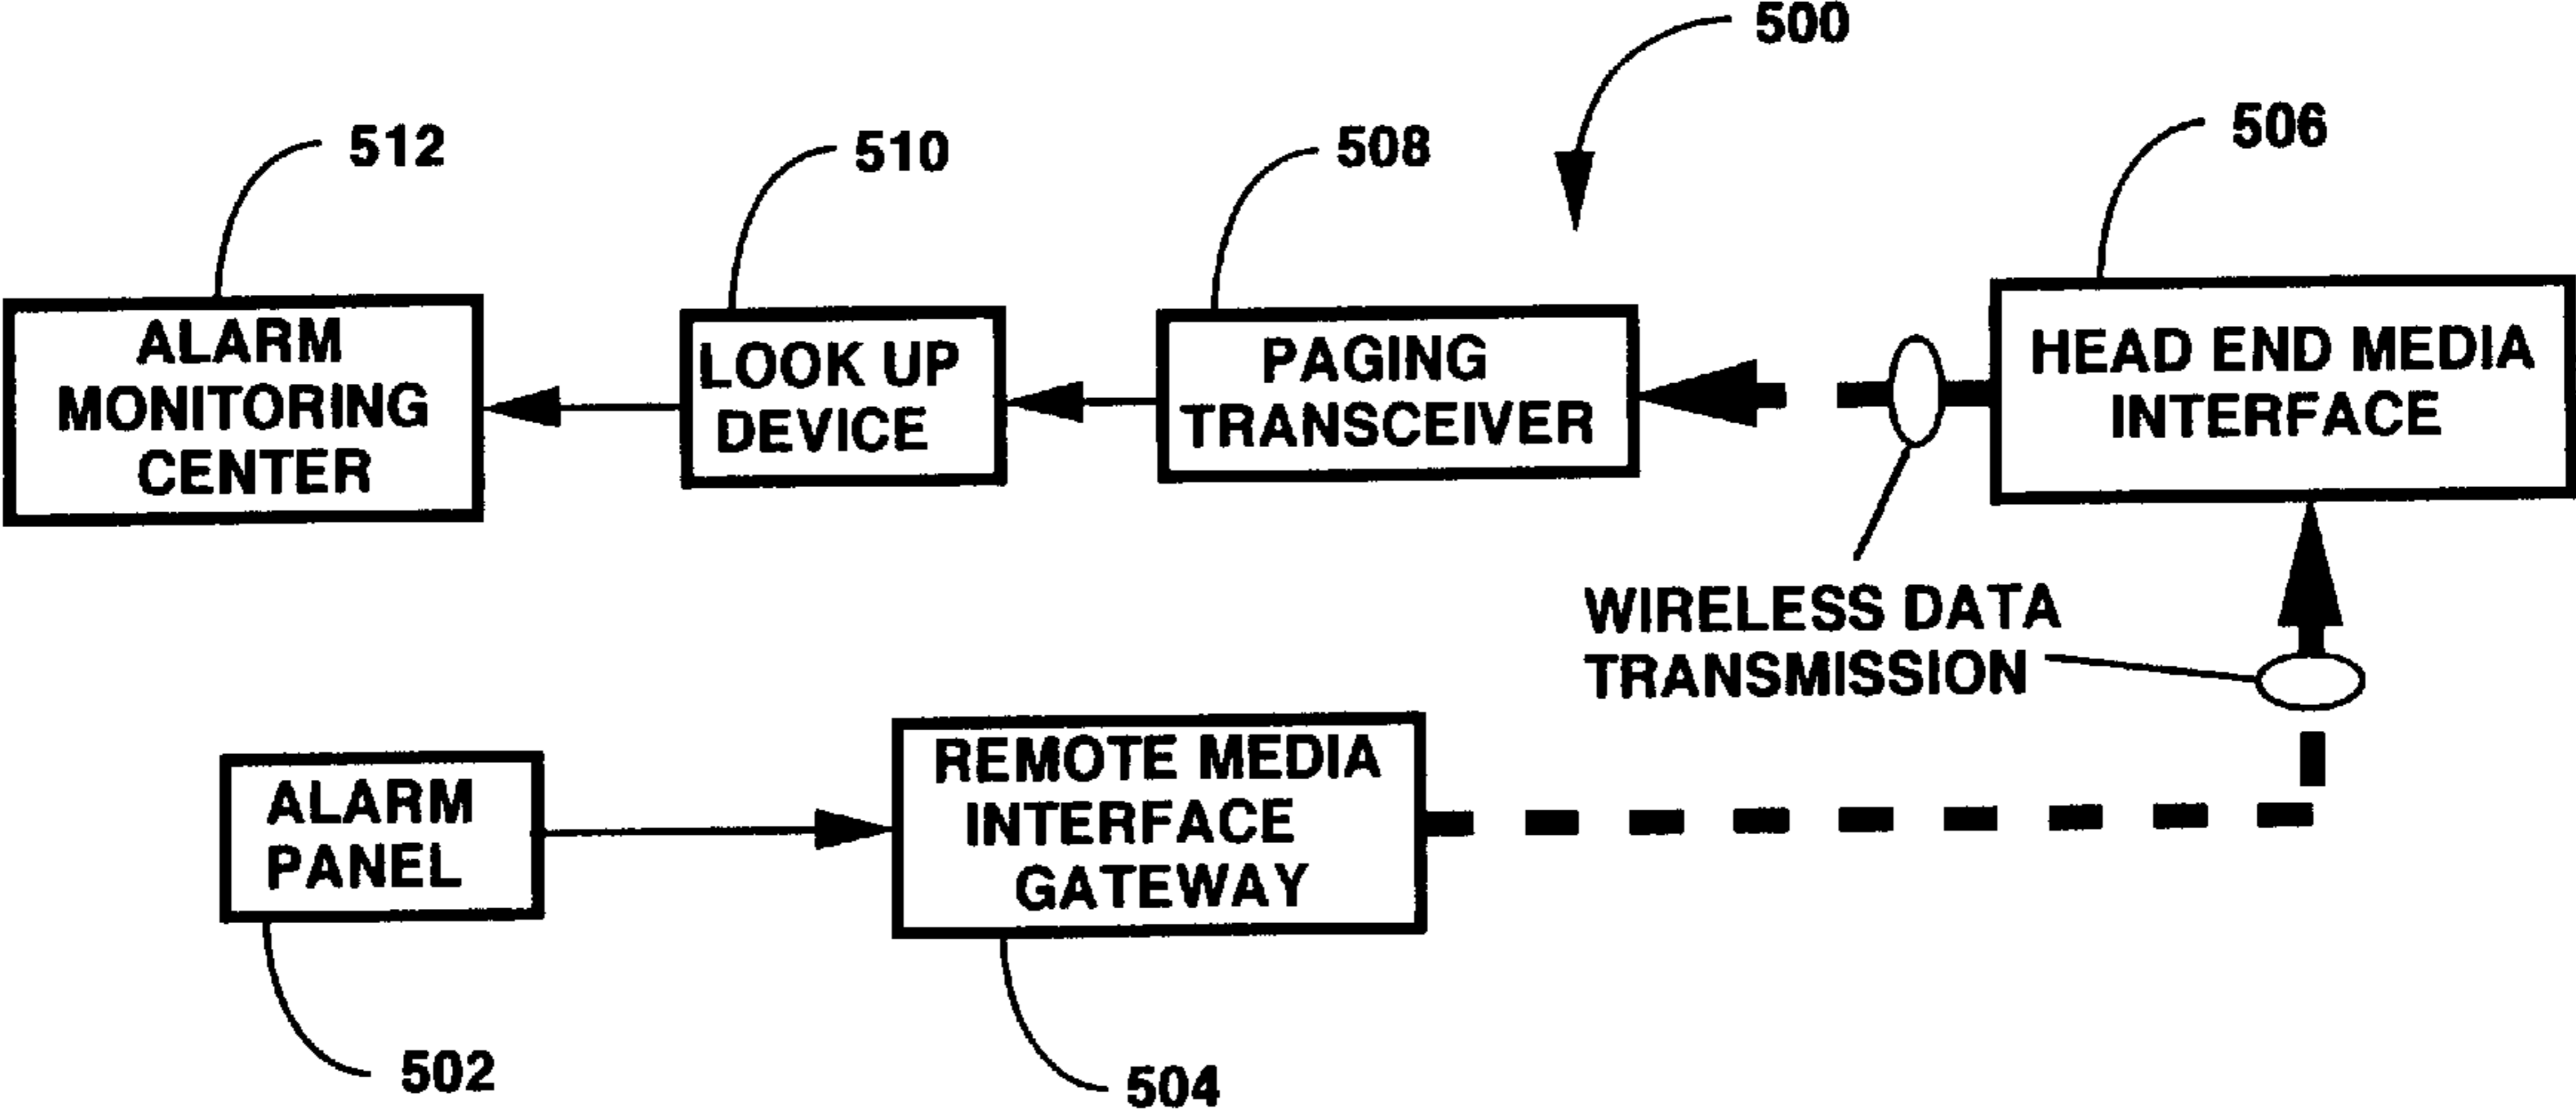 500
512
510
508
506
ALARM
MONITORING
CENTER
LOOK UP
DEVICE
PAGING
TRANSCEIVER
HEAD END MEDIA
INTERFACE
WIRELESS DATA
TRANSMISSION
ALARM
PANEL
REMOTE MEDIA
INTERFACE
GATEWAY
502
504